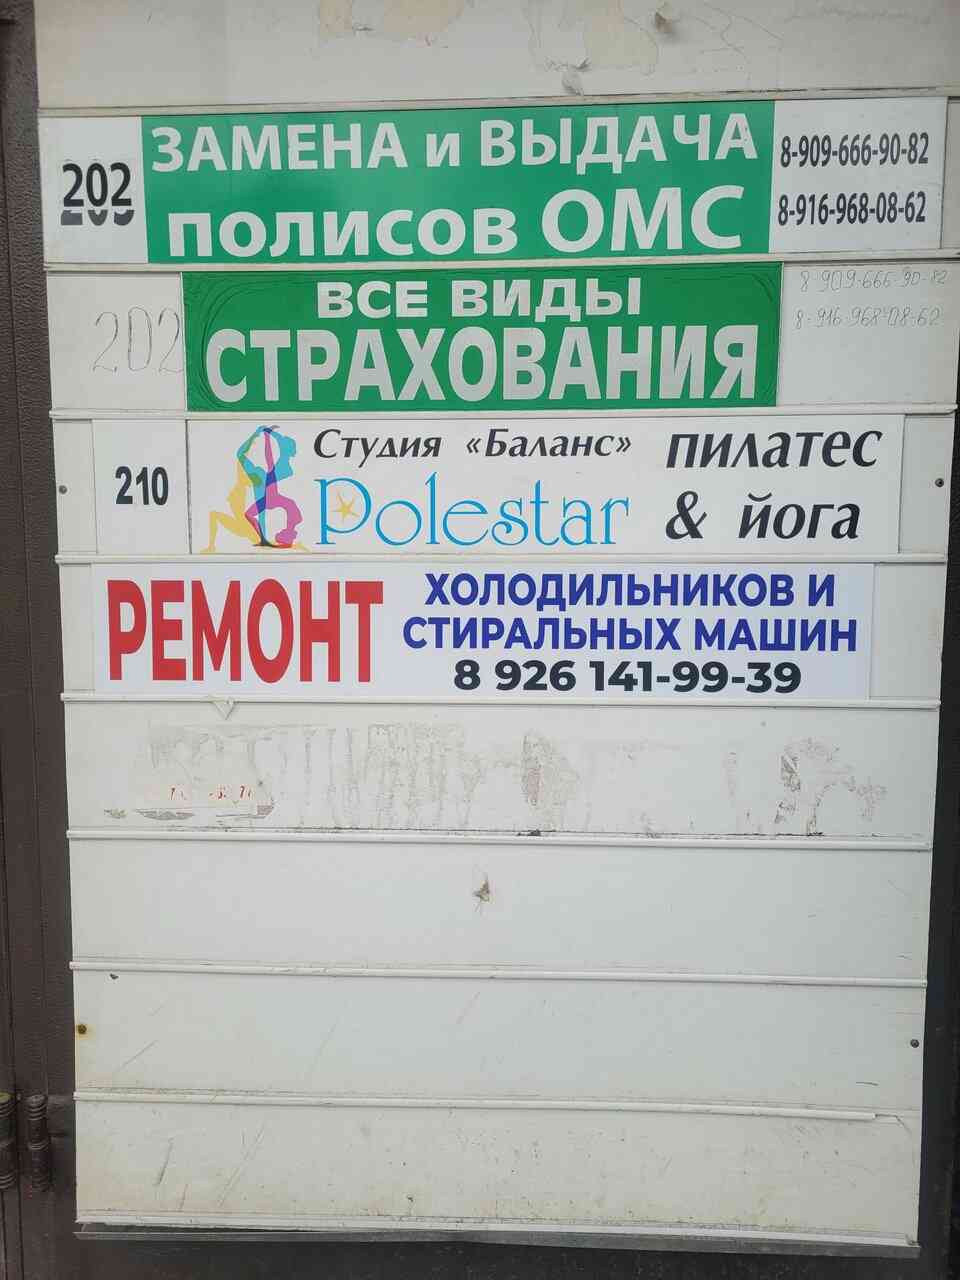 202
ЗАМЕНА и ВЫДАЧА
полисов ОМС
8-909-666-90-82
8-916-968-08-62
202
ВСЕ ВИДЫ
СТРАХОВАНИЯ
8-909-666-90-82
8-916-968-08-62
210
Студия «Баланс»
Polestar
пилатес
& йога
РЕМОНТ
ХОЛОДИЛЬНИКОВ И
СТИРАЛЬНЫХ МАШИН
8 926 141-99-39